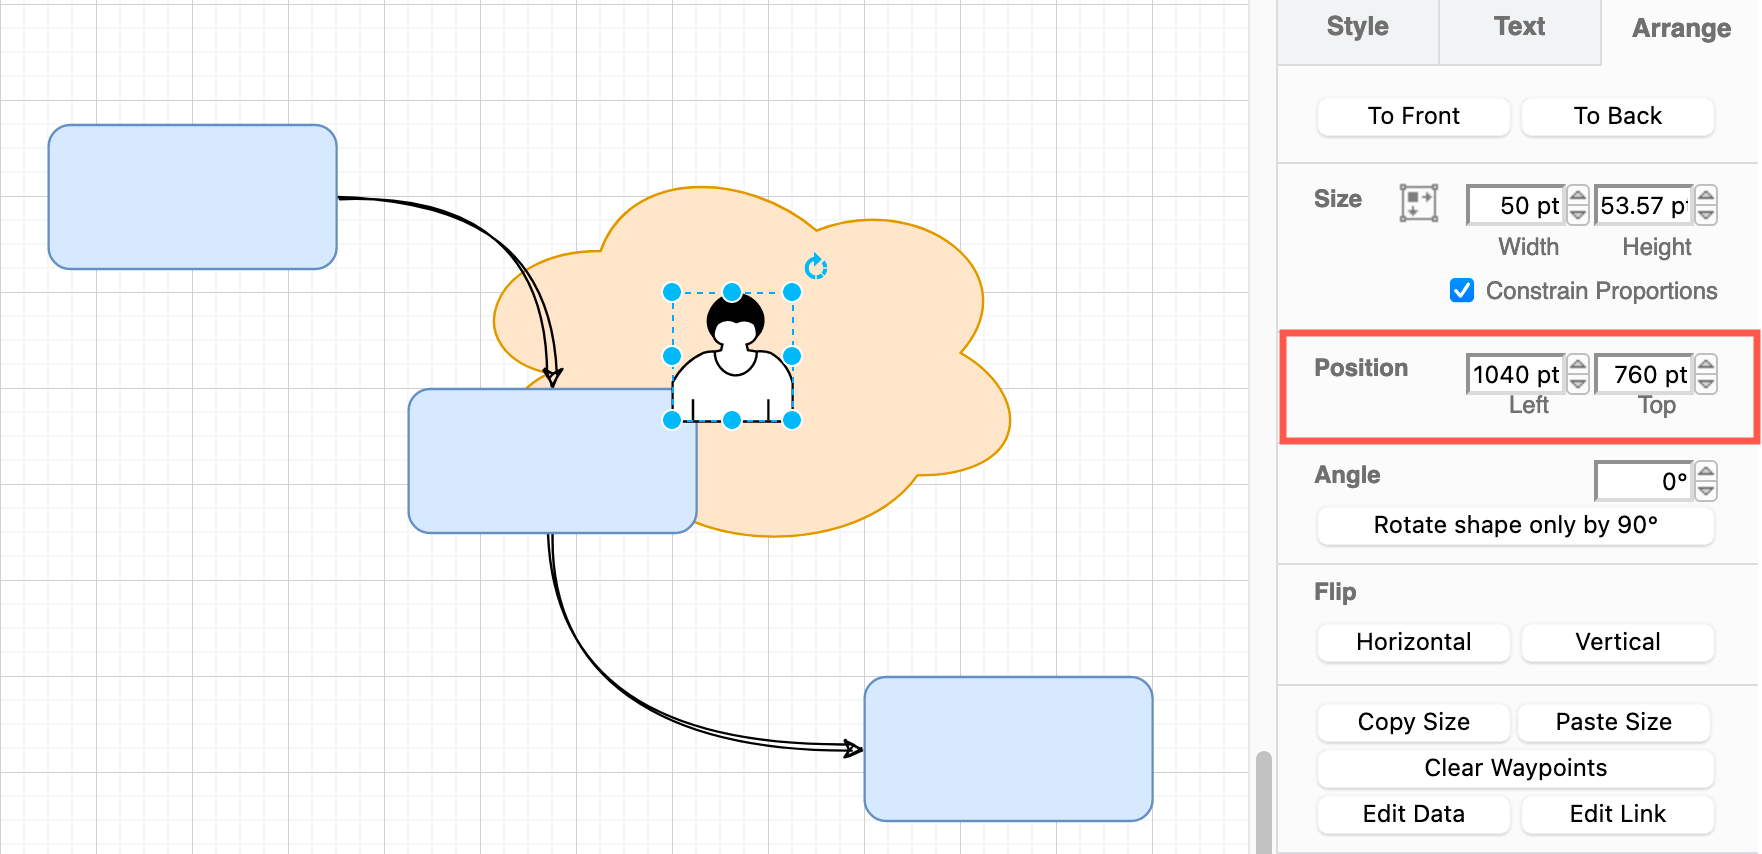 Style Text Arrange
To Front To Back
Size 50 pt 53.57 p
Width Height
Constrain Proportions
Position 1040 pt 760 pt
Left Top
Angle 0°
Rotate shape only by 90°
Flip
Horizontal Vertical
Copy Size Paste Size
Clear Waypoints
Edit Data Edit Link